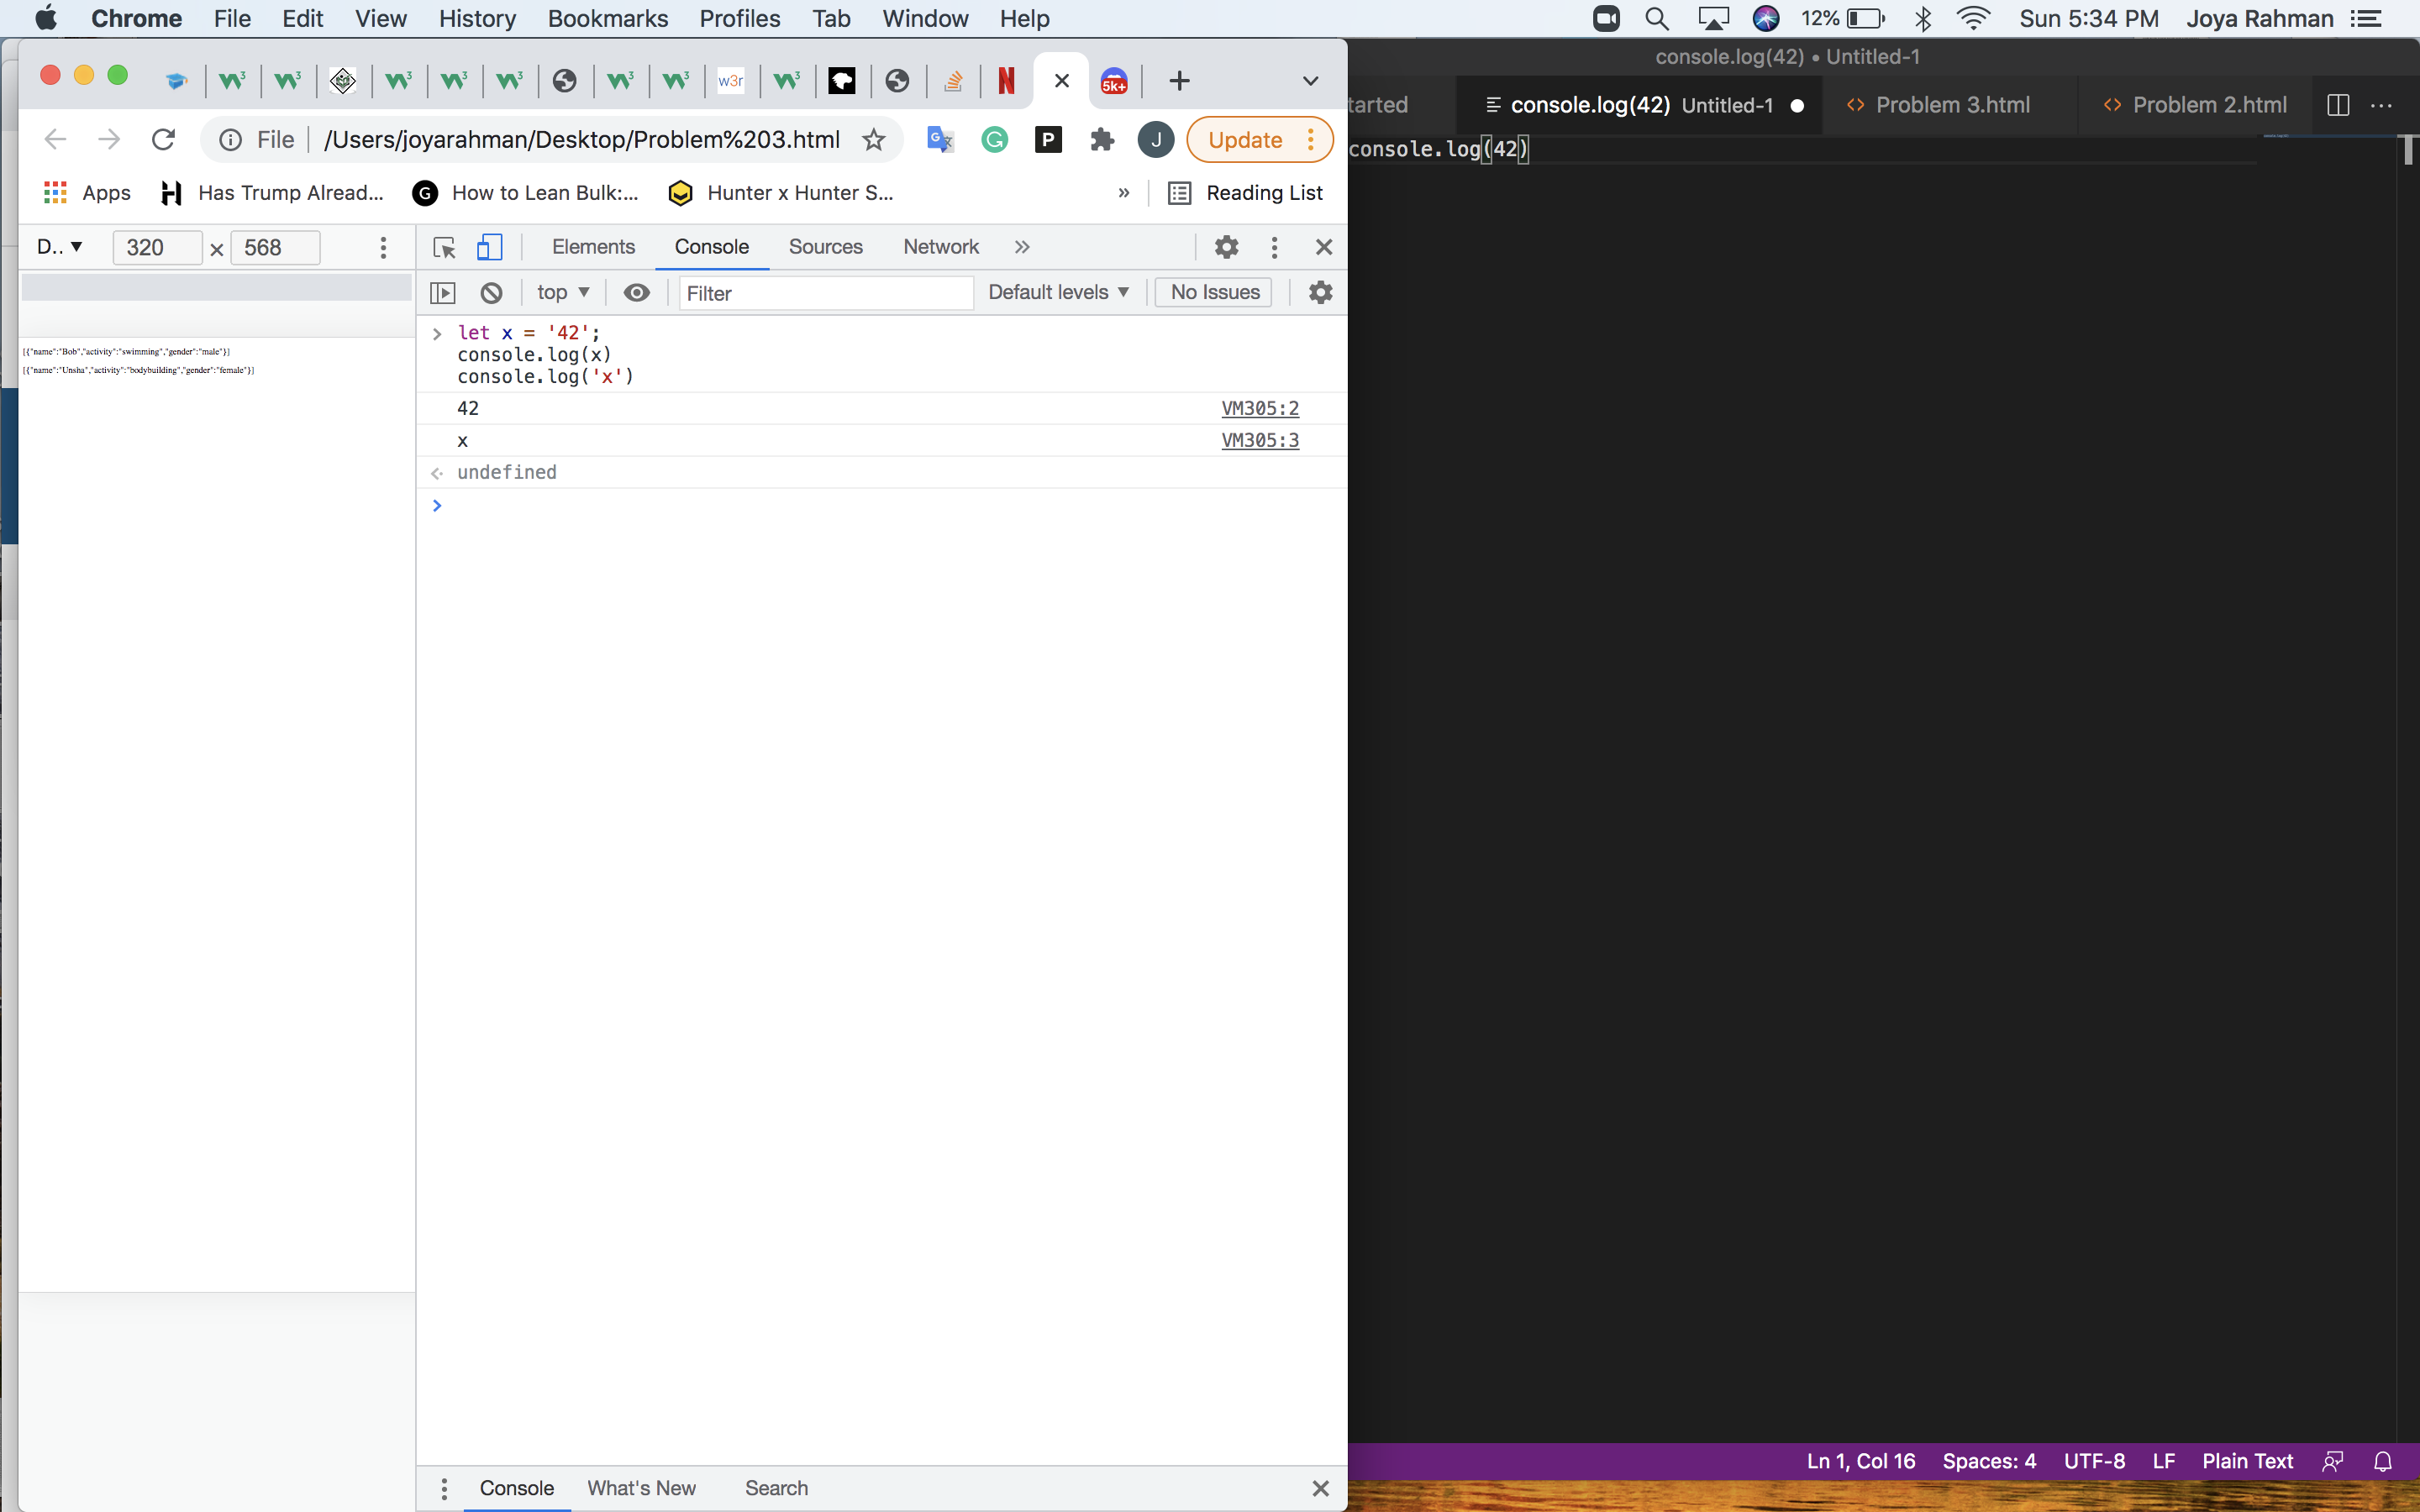 Chrome File Edit View History Bookmarks Profiles Tab Window Help 12% Sun 5:34 PM Joya Rahman
console.log(42) • Untitled-1
w3r N 5k+
tarted console.log(42) Untitled-1 Problem 3.html Problem 2.html
File /Users/joyarahman/Desktop/Problem%203.html P J Update
console.log(42)
Apps Has Trump Alread... How to Lean Bulk:... Hunter x Hunter S... » Reading List
D.. 320 × 568 Elements Console Sources Network »
top Filter Default levels No Issues
[{"name":"Bob","activity":"swimming","gender":"male"}]
[{"name":"Unsha","activity":"bodybuilding","gender":"female"}]
let x = '42';
console.log(x)
console.log('x')
42 VM305:2
x VM305:3
undefined
Console What's New Search
Ln 1, Col 16 Spaces: 4 UTF-8 LF Plain Text